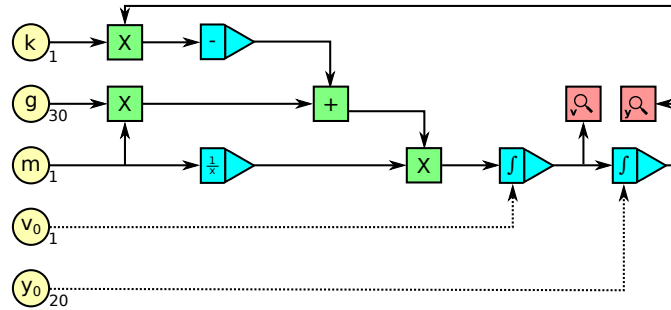 k 1 X -
g 30 X + v y
m 1 1/x X ∫ ∫
v0 1
y0 20